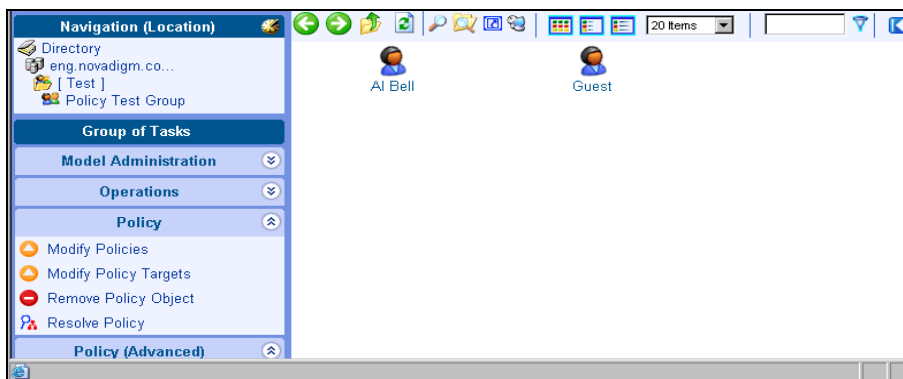 Navigation (Location)
Directory
eng.novadigm.co...
[ Test ]
Policy Test Group
Group of Tasks
Model Administration
Operations
Policy
Modify Policies
Modify Policy Targets
Remove Policy Object
Resolve Policy
Policy (Advanced)
20 Items
Al Bell
Guest